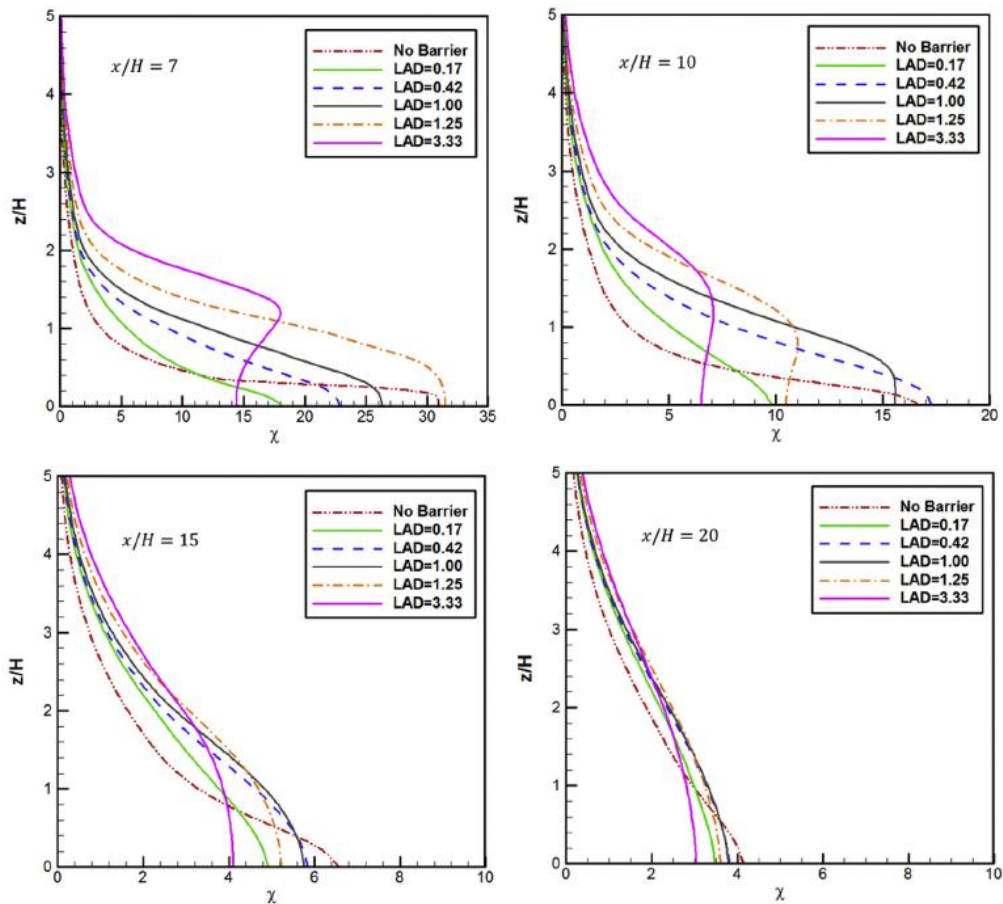 5
4
3
2
1
0
z/H
x/H = 7
No Barrier
LAD=0.17
LAD=0.42
LAD=1.00
LAD=1.25
LAD=3.33
0 5 10 15 20 25 30 35
χ
5
4
3
2
1
0
z/H
x/H = 10
No Barrier
LAD=0.17
LAD=0.42
LAD=1.00
LAD=1.25
LAD=3.33
0 5 10 15 20
χ
5
4
3
2
1
0
z/H
x/H = 15
No Barrier
LAD=0.17
LAD=0.42
LAD=1.00
LAD=1.25
LAD=3.33
0 2 4 6 8 10
χ
5
4
3
2
1
0
z/H
x/H = 20
No Barrier
LAD=0.17
LAD=0.42
LAD=1.00
LAD=1.25
LAD=3.33
0 2 4 6 8 10
χ